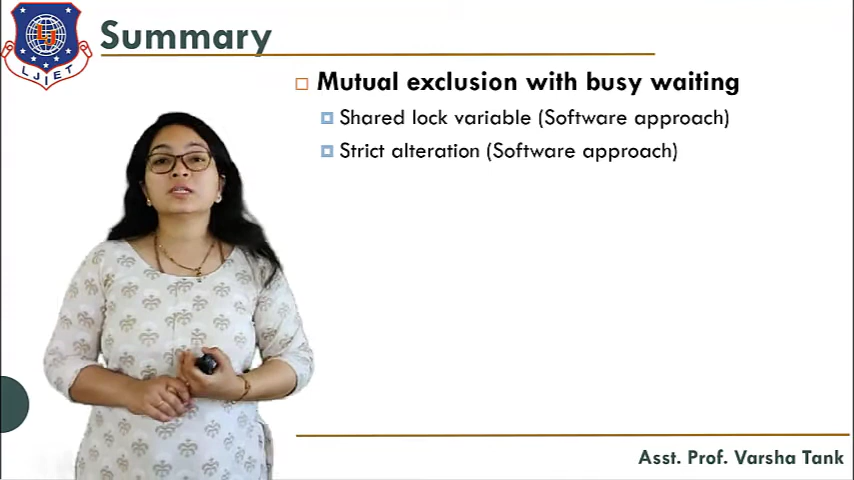 LJ
LJIET
Summary
Mutual exclusion with busy waiting
Shared lock variable (Software approach)
Strict alteration (Software approach)
Asst. Prof. Varsha Tank